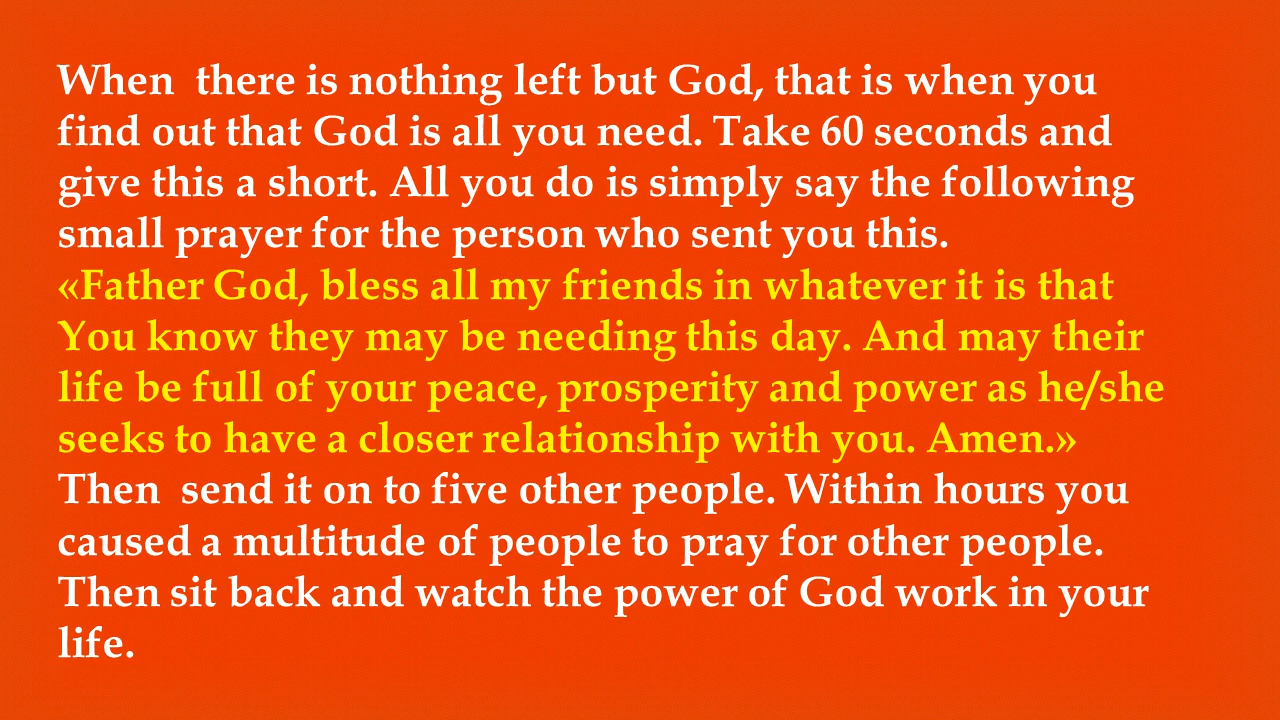 When  there is nothing left but God, that is when you
find out that God is all you need. Take 60 seconds and
give this a short. All you do is simply say the following
small prayer for the person who sent you this.
«Father God, bless all my friends in whatever it is that
You know they may be needing this day. And may their
life be full of your peace, prosperity and power as he/she
seeks to have a closer relationship with you. Amen.»
Then  send it on to five other people. Within hours you
caused a multitude of people to pray for other people.
Then sit back and watch the power of God work in your
life.